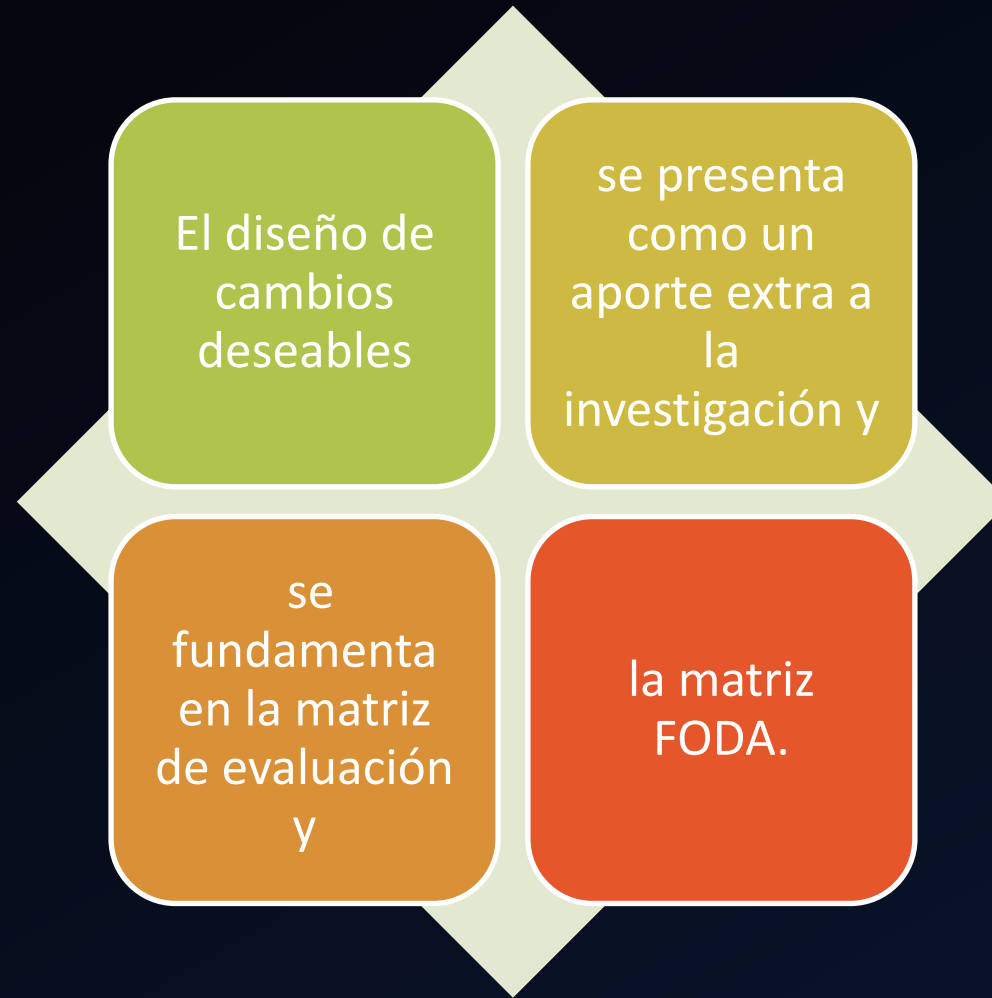 El diseño de
cambios
deseables
se presenta
como un
aporte extra a
la
investigación y
se
fundamenta
en la matriz
de evaluación
y
la matriz
FODA.